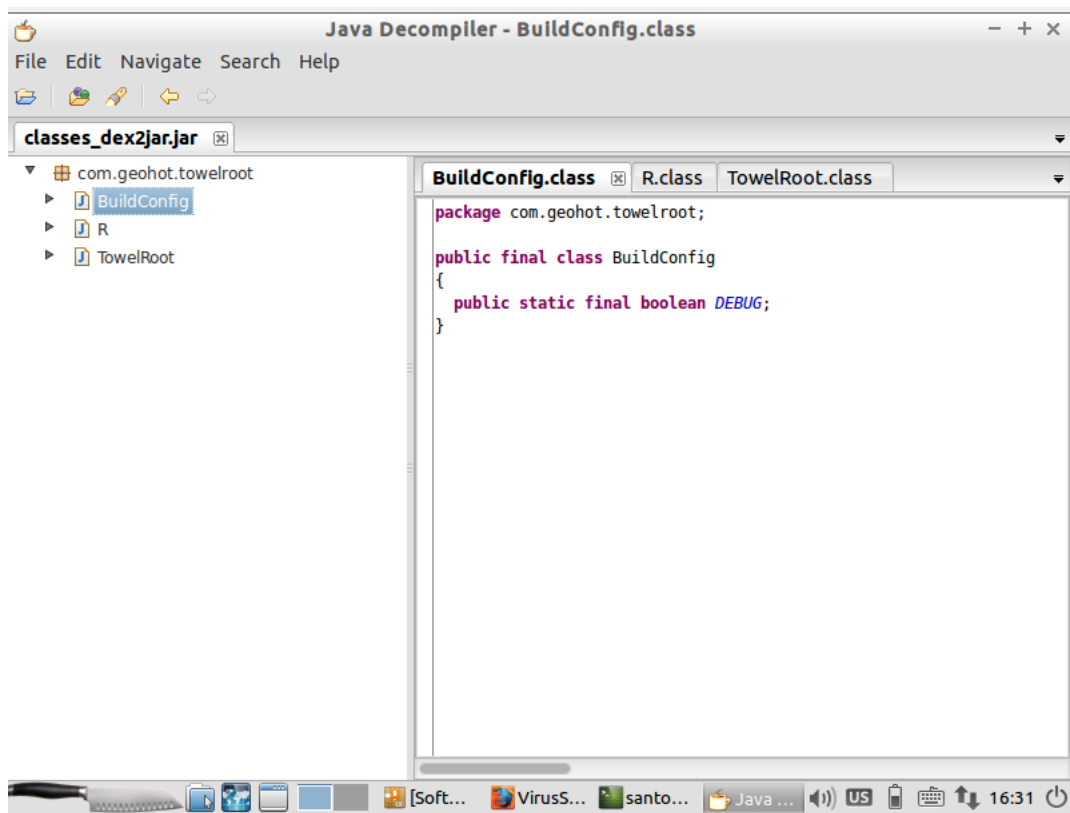 Java Decompiler - BuildConfig.class
File Edit Navigate Search Help
classes_dex2jar.jar
com.geohot.towelroot
BuildConfig
R
TowelRoot
BuildConfig.class R.class TowelRoot.class
package com.geohot.towelroot;
public final class BuildConfig
{
public static final boolean DEBUG;
}
[Soft... VirusS... santo... Java ... US 16:31